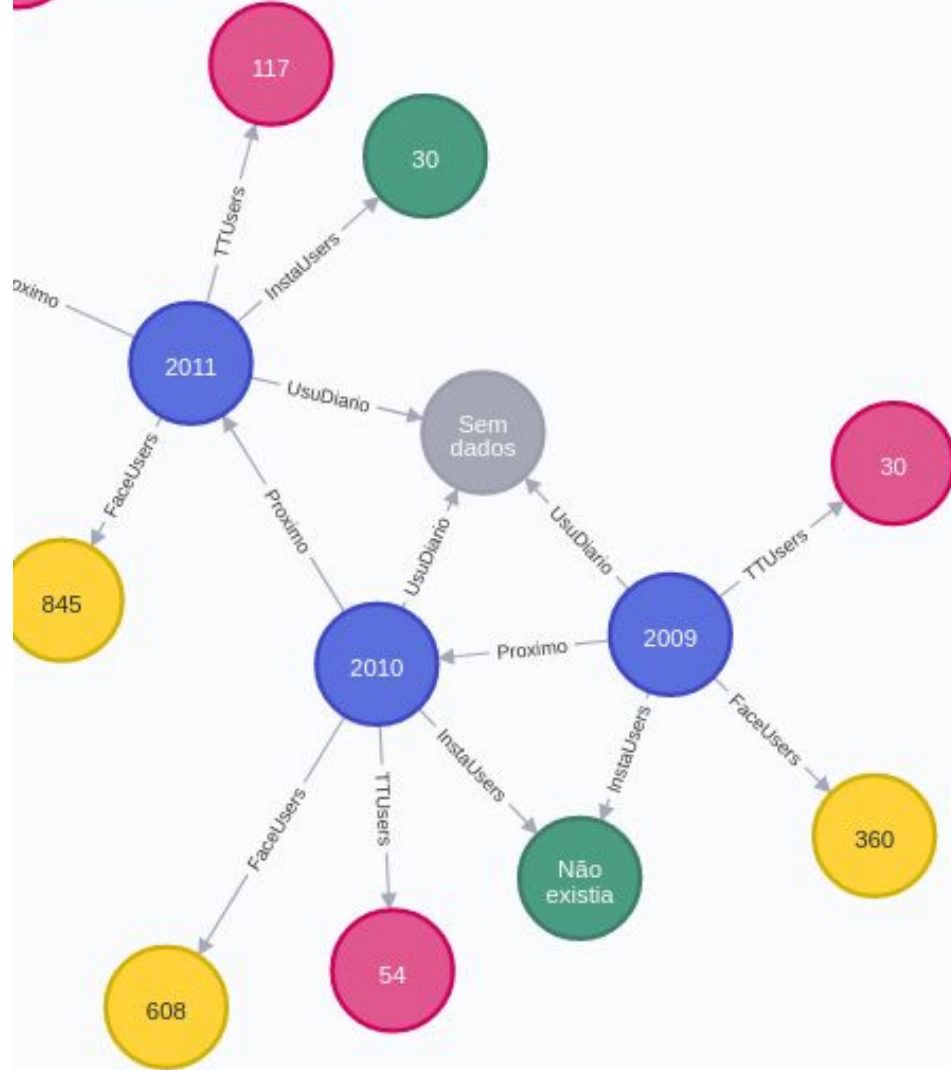 117
30
TTUsers
InstaUsers
oximo
2011
UsuDiario
Sem
dados
FaceUsers
30
Proximo
UsuDiario
UsuDiario
TTUsers
845
2009
Proximo
2010
InstaUsers
FaceUsers
InstaUsers
TTUsers
FaceUsers
360
Não
existia
54
608